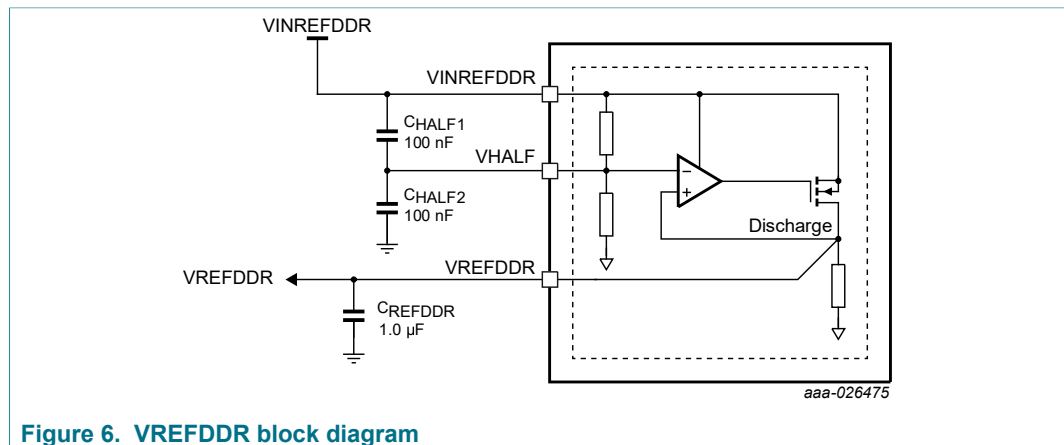 VINREFDDR
VINREFDDR
CHALF1
100 nF
VHALF
CHALF2
100 nF
−
+
Discharge
VREFDDR
VREFDDR
CREFDDR
1.0 µF
aaa-026475
Figure 6. VREFDDR block diagram